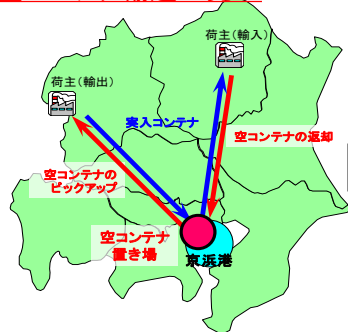 荷主(輸入)
荷主(輸出)
実入コンテナ
空コンテナの返却
空コンテナの
ピックアップ
空コンテナ
置き場
京浜港